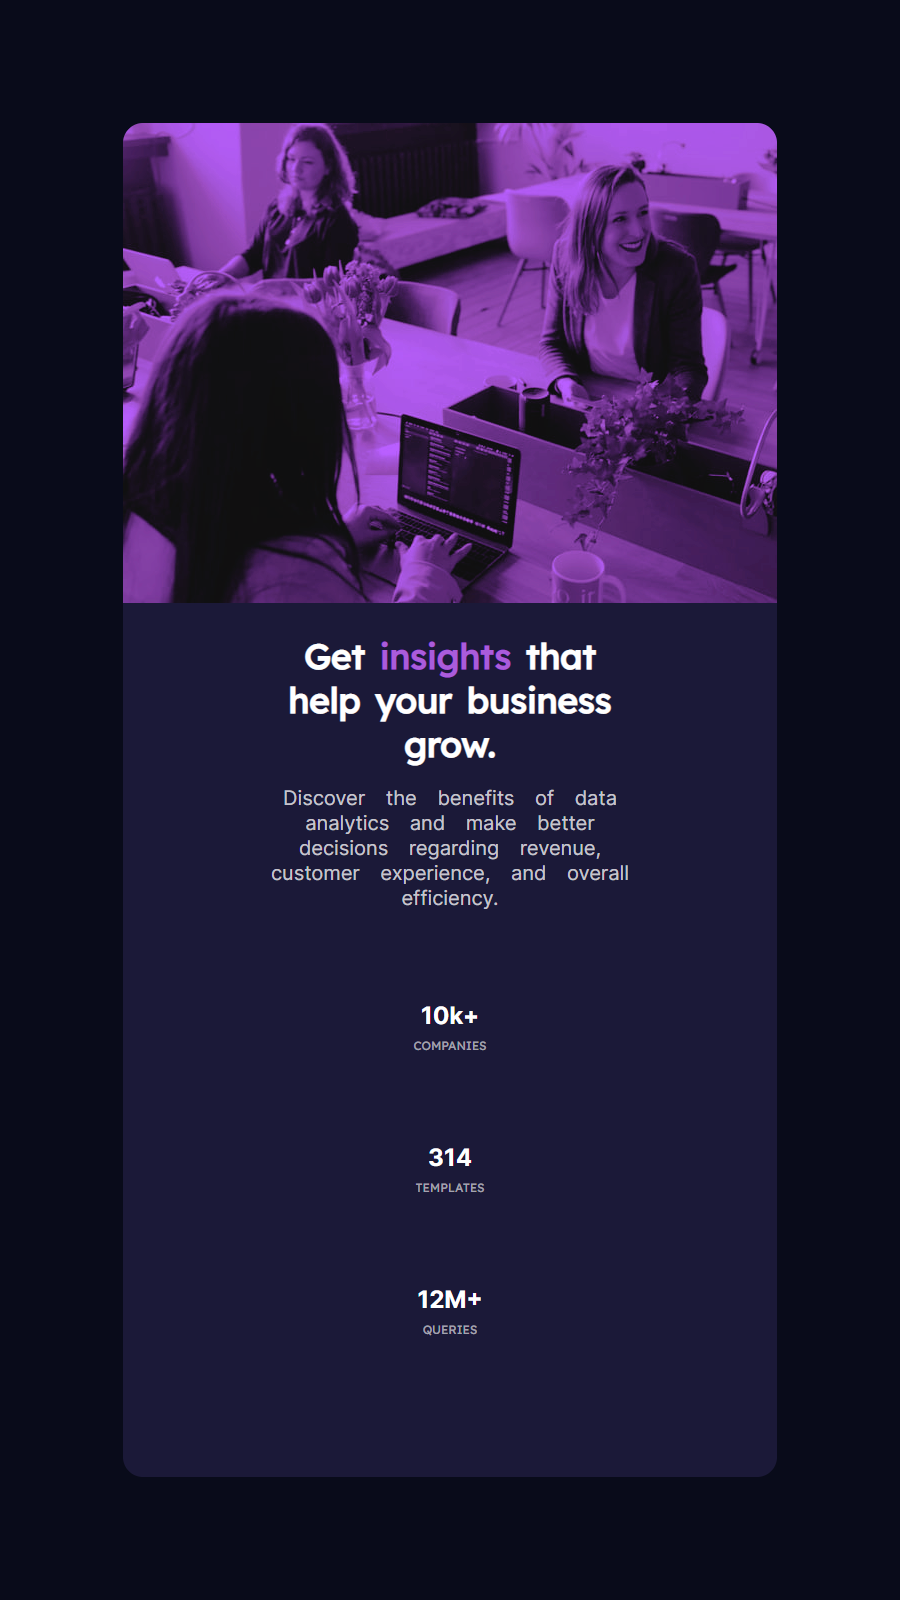 Get insights that
help your business
grow.
Discover the benefits of data
analytics and make better
decisions regarding revenue,
customer experience, and overall
efficiency.
10k+
COMPANIES
314
TEMPLATES
12M+
QUERIES